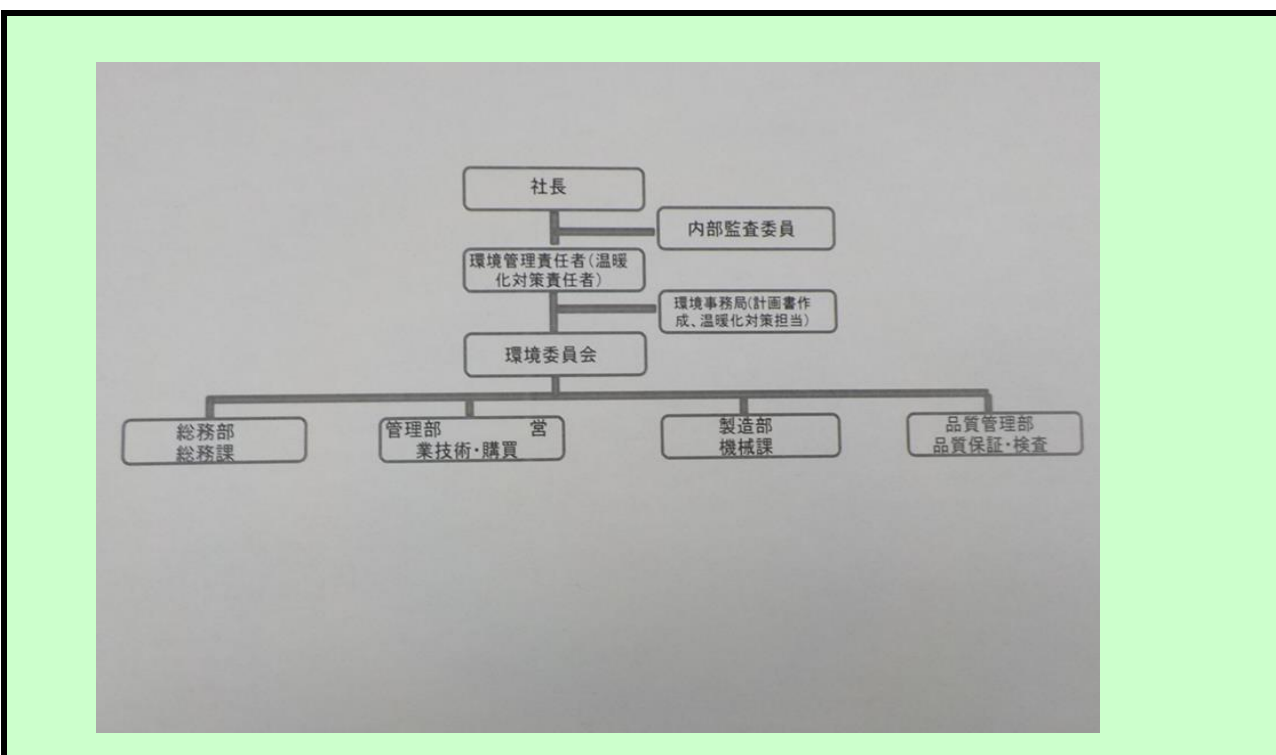 社長
内部監査委員
環境管理責任者(温暖
化対策責任者)
環境事務局(計画書作
成、温暖化対策担当)
環境委員会
総務部
総務課
管理部 営
業技術・購買
製造部
機械課
品質管理部
品質保証・検査